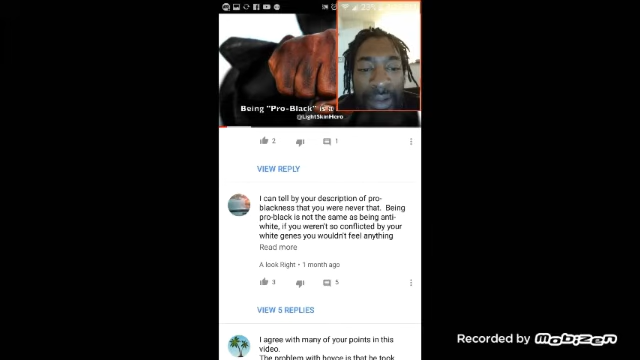 23%
Being "Pro-Black" is a
@LightSkinHero
2
1
VIEW REPLY
I can tell by your description of pro-
blackness that you were never that. Being
pro-black is not the same as being anti-
white, if you weren't so conflicted by your
white genes you wouldn't feel anything
Read more
A look Right • 1 month ago
3
5
VIEW 5 REPLIES
I agree with many of your points in this
video.
The problem with boyce is that he took
Recorded by Mobizen